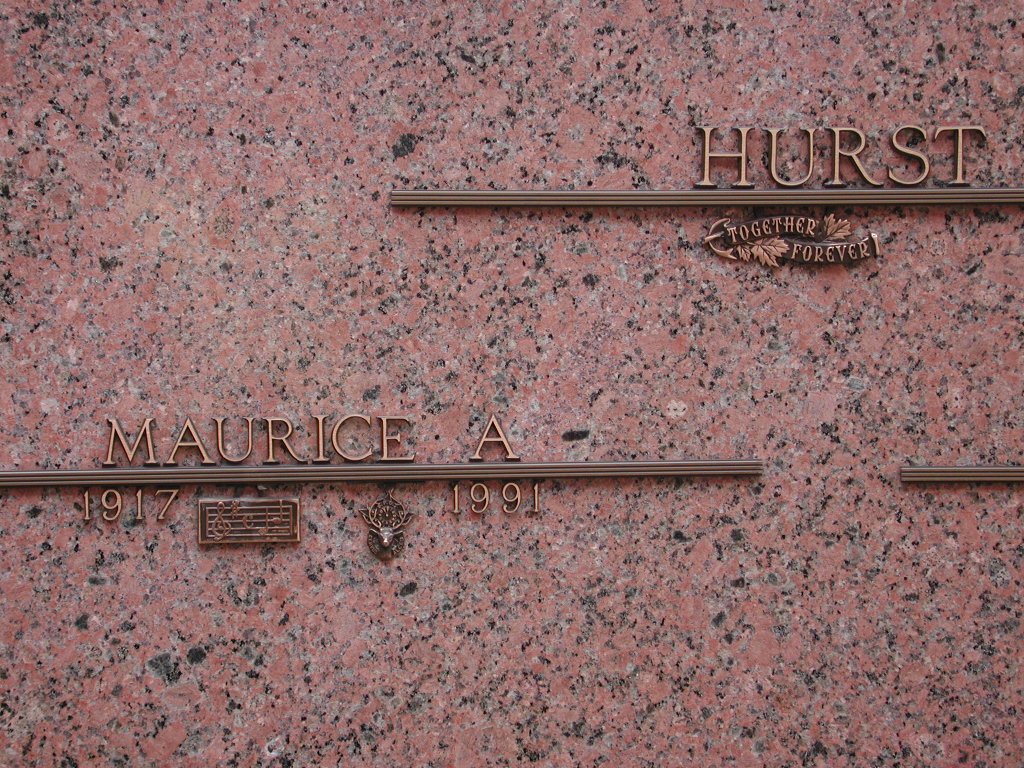 HURST
TOGETHER
FOREVER
MAURICE A
1917 1991